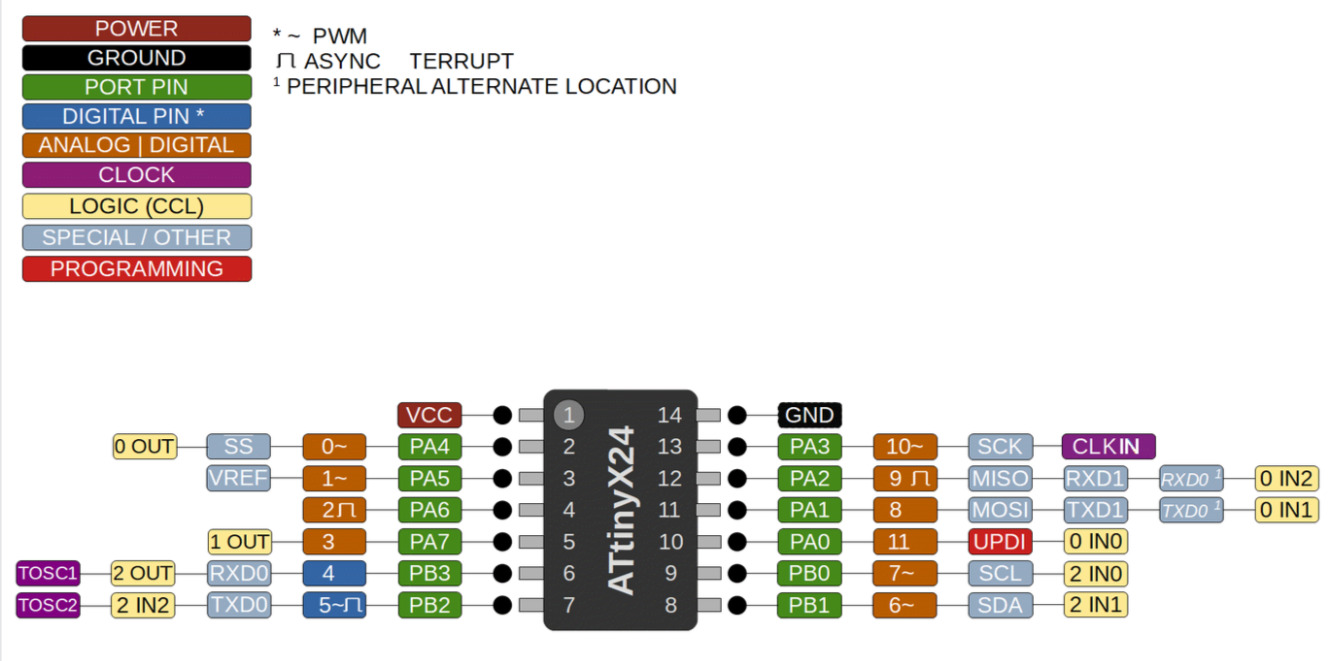 POWER
GROUND
PORT PIN
DIGITAL PIN *
ANALOG | DIGITAL
CLOCK
LOGIC (CCL)
SPECIAL / OTHER
PROGRAMMING
* ~ PWM
⎍ ASYNC TERRUPT
¹ PERIPHERAL ALTERNATE LOCATION
VCC 1 14 GND
0 OUT SS 0~ PA4 2 13 PA3 10~ SCK CLKIN
VREF 1~ PA5 3 12 PA2 9 ⎍ MISO RXD1 RXD0 ¹ 0 IN2
2⎍ PA6 4 11 PA1 8 MOSI TXD1 TXD0 ¹ 0 IN1
1 OUT 3 PA7 5 10 PA0 11 UPDI 0 IN0
TOSC1 2 OUT RXD0 4 PB3 6 9 PB0 7~ SCL 2 IN0
TOSC2 2 IN2 TXD0 5~⎍ PB2 7 8 PB1 6~ SDA 2 IN1
ATtinyX24